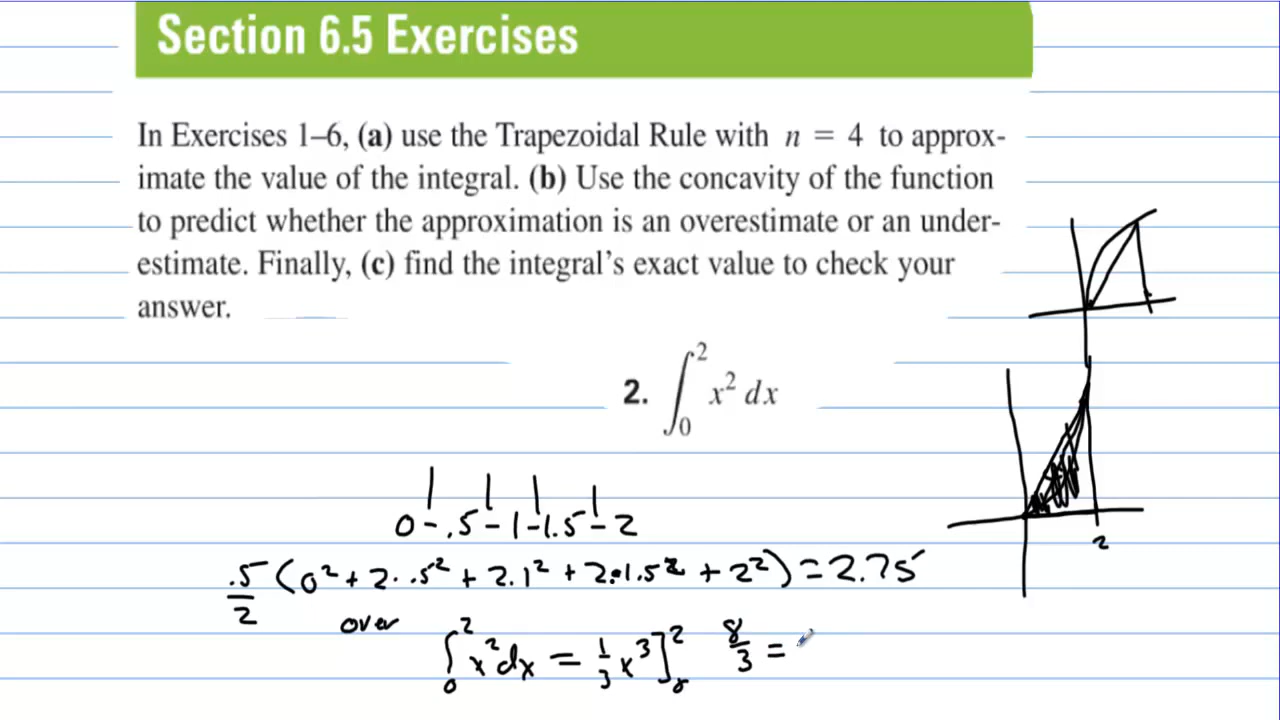 Section 6.5 Exercises
In Exercises 1–6, (a) use the Trapezoidal Rule with n = 4 to approx-
imate the value of the integral. (b) Use the concavity of the function
to predict whether the approximation is an overestimate or an under-
estimate. Finally, (c) find the integral's exact value to check your
answer.
2. ∫₀² x² dx
0 – .5 – 1 – 1.5 – 2
.5/2 (0² + 2 · .5² + 2 · 1² + 2 · 1.5² + 2²) = 2.75
over
∫₀² x² dx = 1/3 x³]₀² 8/3 =
2